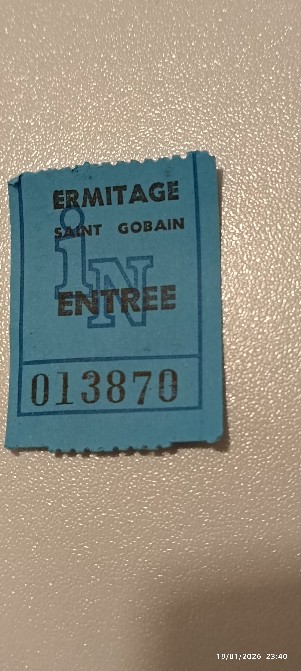 ERMITAGE
SAINT GOBAIN
iN
ENTREE
013870
19/01/2026 23:40